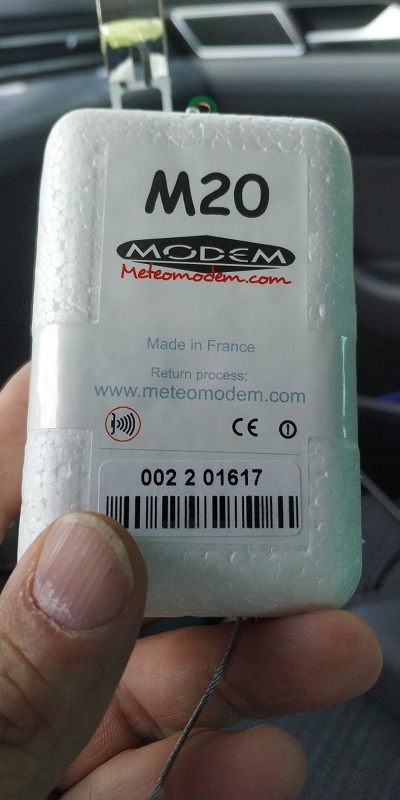 M20
MODEM
Meteomodem.com
Made in France
Return process:
www.meteomodem.com
CE
002 2 01617